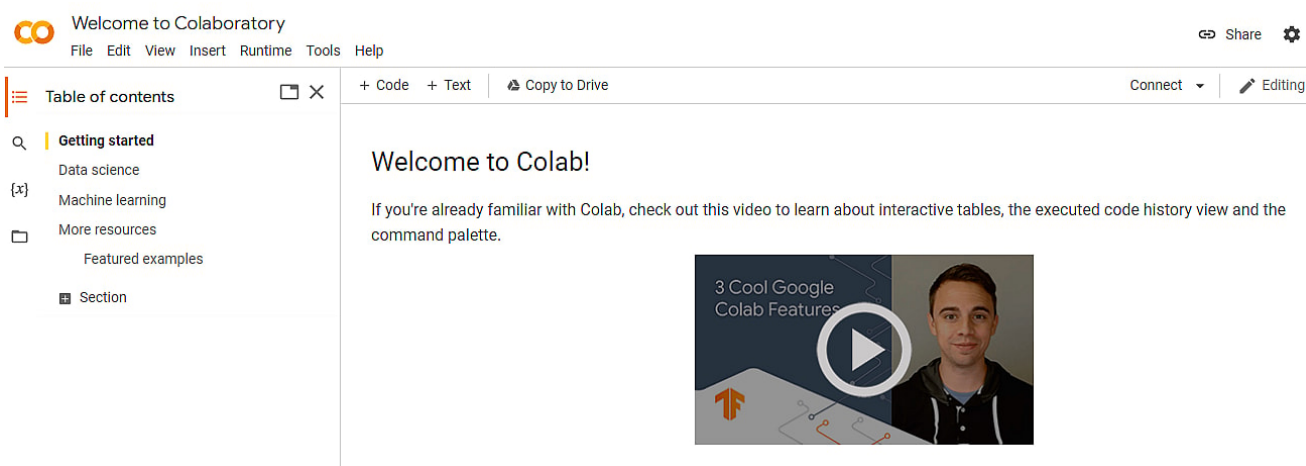 CO
Welcome to Colaboratory
File Edit View Insert Runtime Tools Help
Share
Table of contents
+ Code + Text Copy to Drive
Connect
Editing
Getting started
Data science
{x}
Machine learning
More resources
Featured examples
Section
Welcome to Colab!
If you're already familiar with Colab, check out this video to learn about interactive tables, the executed code history view and the
command palette.
3 Cool Google
Colab Features